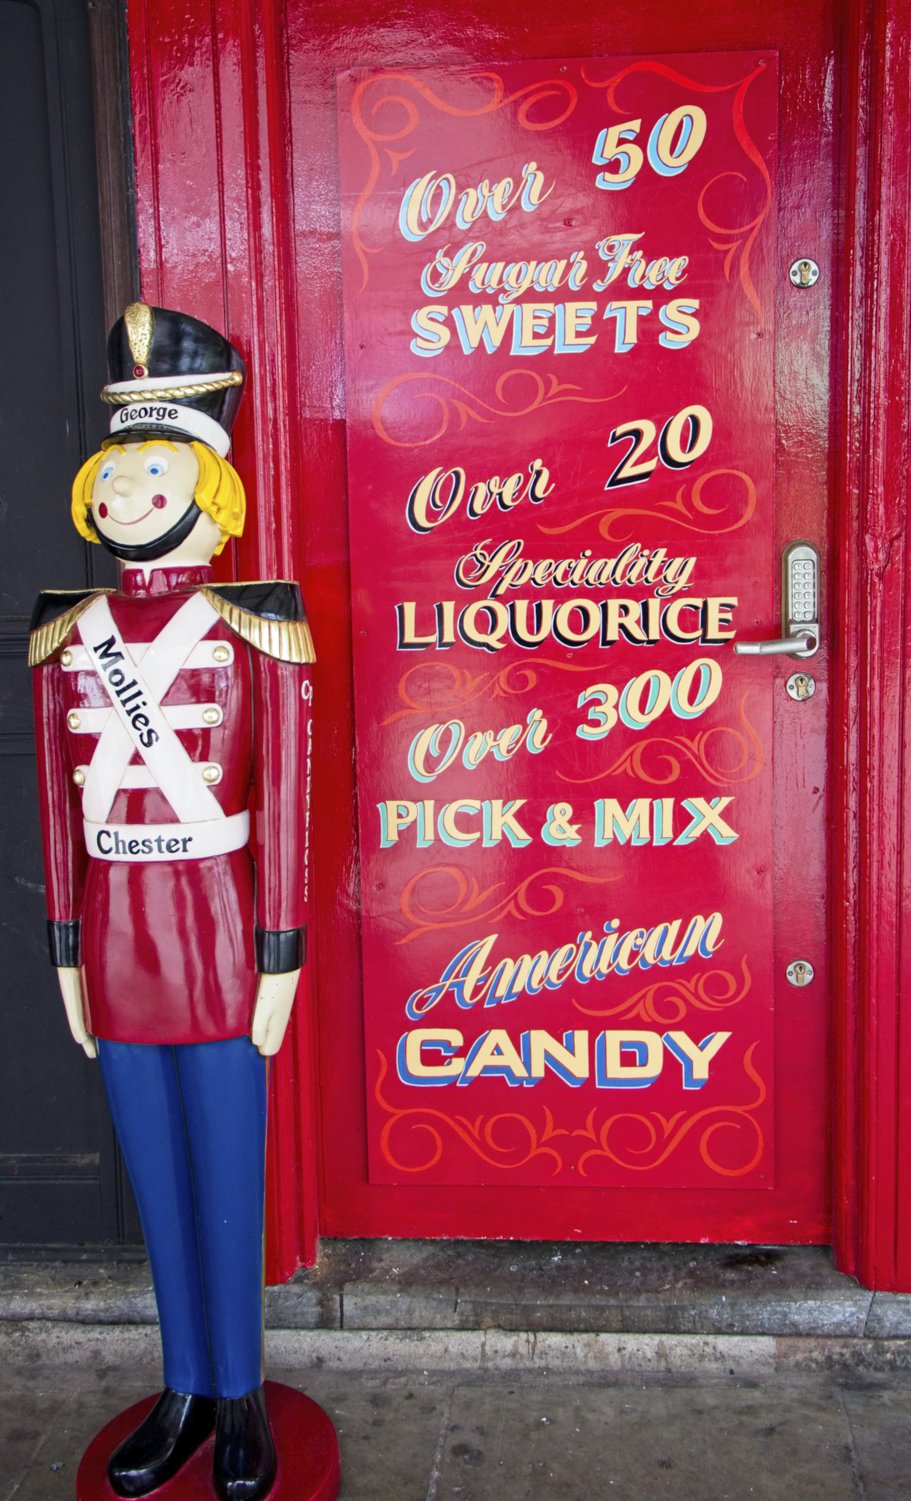 Over 50
Sugar Free
SWEETS
Over 20
Speciality
LIQUORICE
Over 300
PICK & MIX
American
CANDY
George
Mollies
Chester